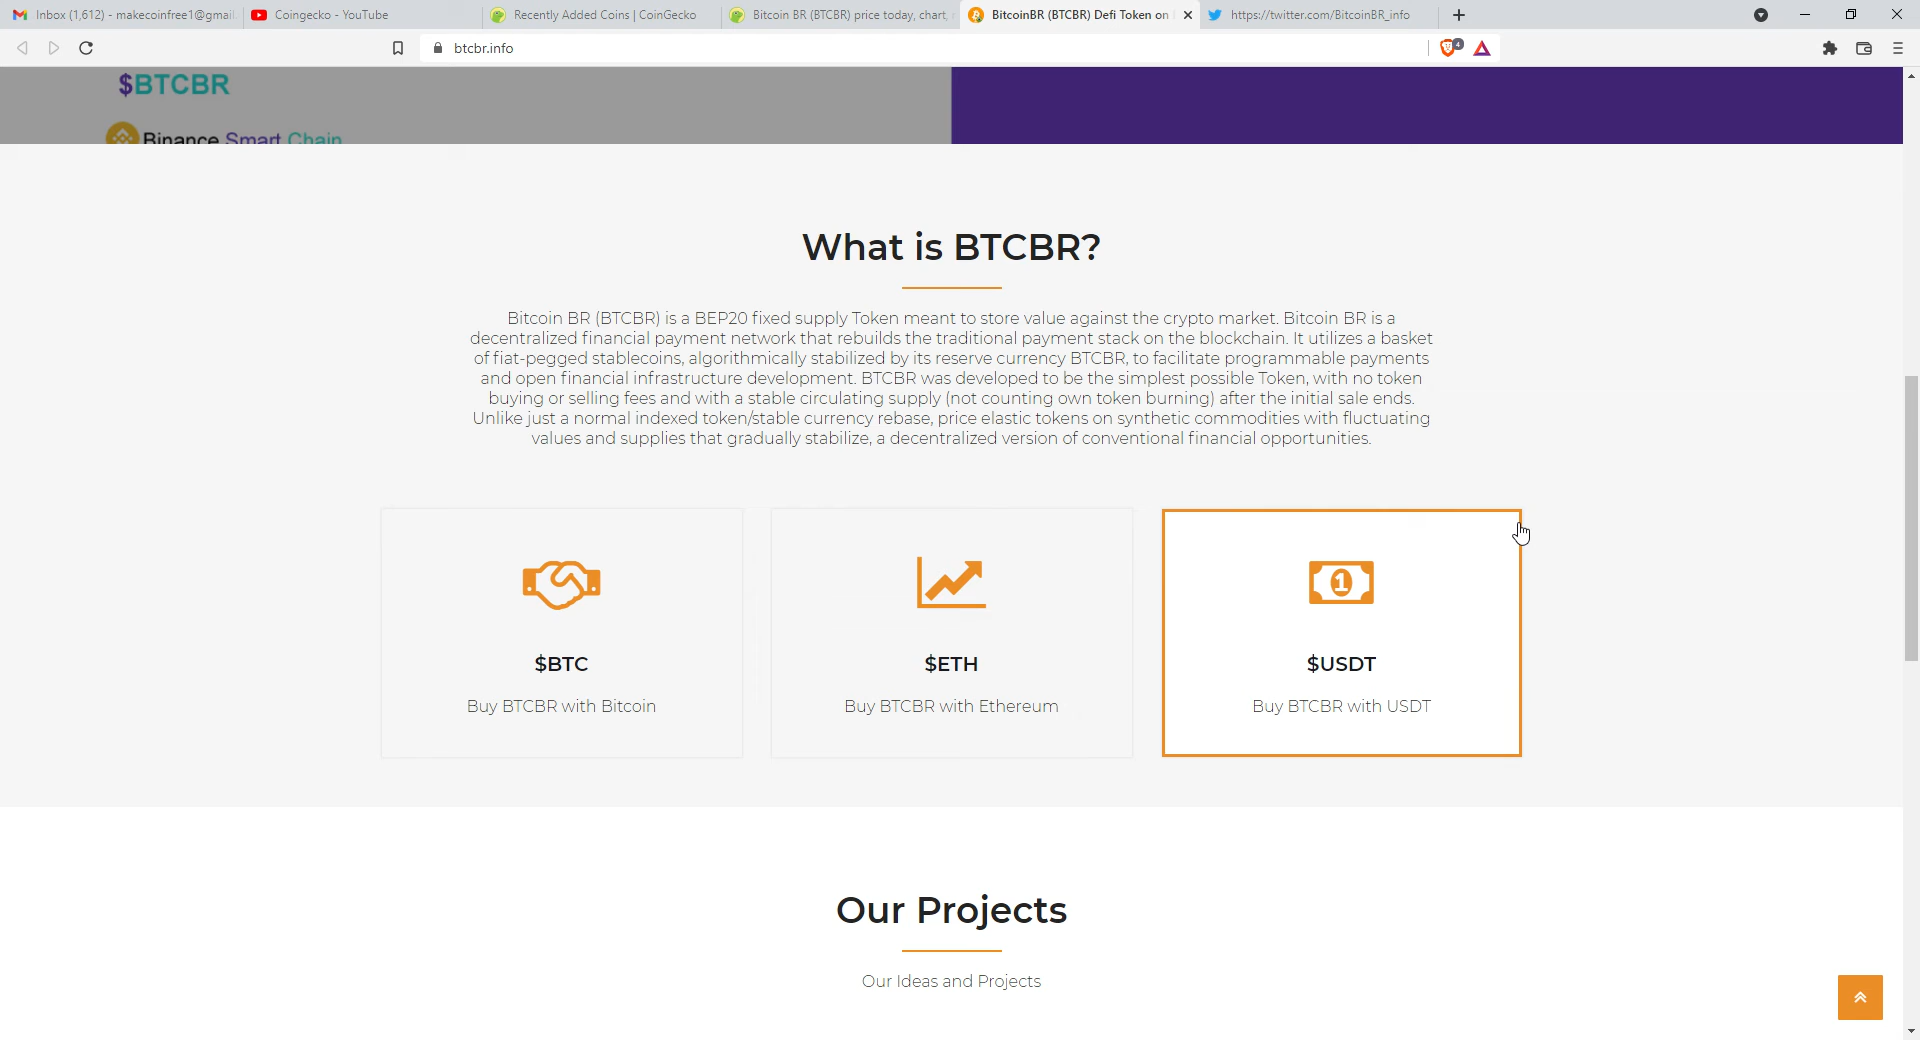 Inbox (1,612) - makecoinfree1@gmail.
Coingecko - YouTube
Recently Added Coins | CoinGecko
Bitcoin BR (BTCBR) price today, chart,
BitcoinBR (BTCBR) Defi Token on
https://twitter.com/BitcoinBR_info
btcbr.info
4
$BTCBR
Binance Smart Chain
What is BTCBR?
Bitcoin BR (BTCBR) is a BEP20 fixed supply Token meant to store value against the crypto market. Bitcoin BR is a
decentralized financial payment network that rebuilds the traditional payment stack on the blockchain. It utilizes a basket
of fiat-pegged stablecoins, algorithmically stabilized by its reserve currency BTCBR, to facilitate programmable payments
and open financial infrastructure development. BTCBR was developed to be the simplest possible Token, with no token
buying or selling fees and with a stable circulating supply (not counting own token burning) after the initial sale ends.
Unlike just a normal indexed token/stable currency rebase, price elastic tokens on synthetic commodities with fluctuating
values and supplies that gradually stabilize, a decentralized version of conventional financial opportunities.
1
$BTC
$ETH
$USDT
Buy BTCBR with Bitcoin
Buy BTCBR with Ethereum
Buy BTCBR with USDT
Our Projects
Our Ideas and Projects